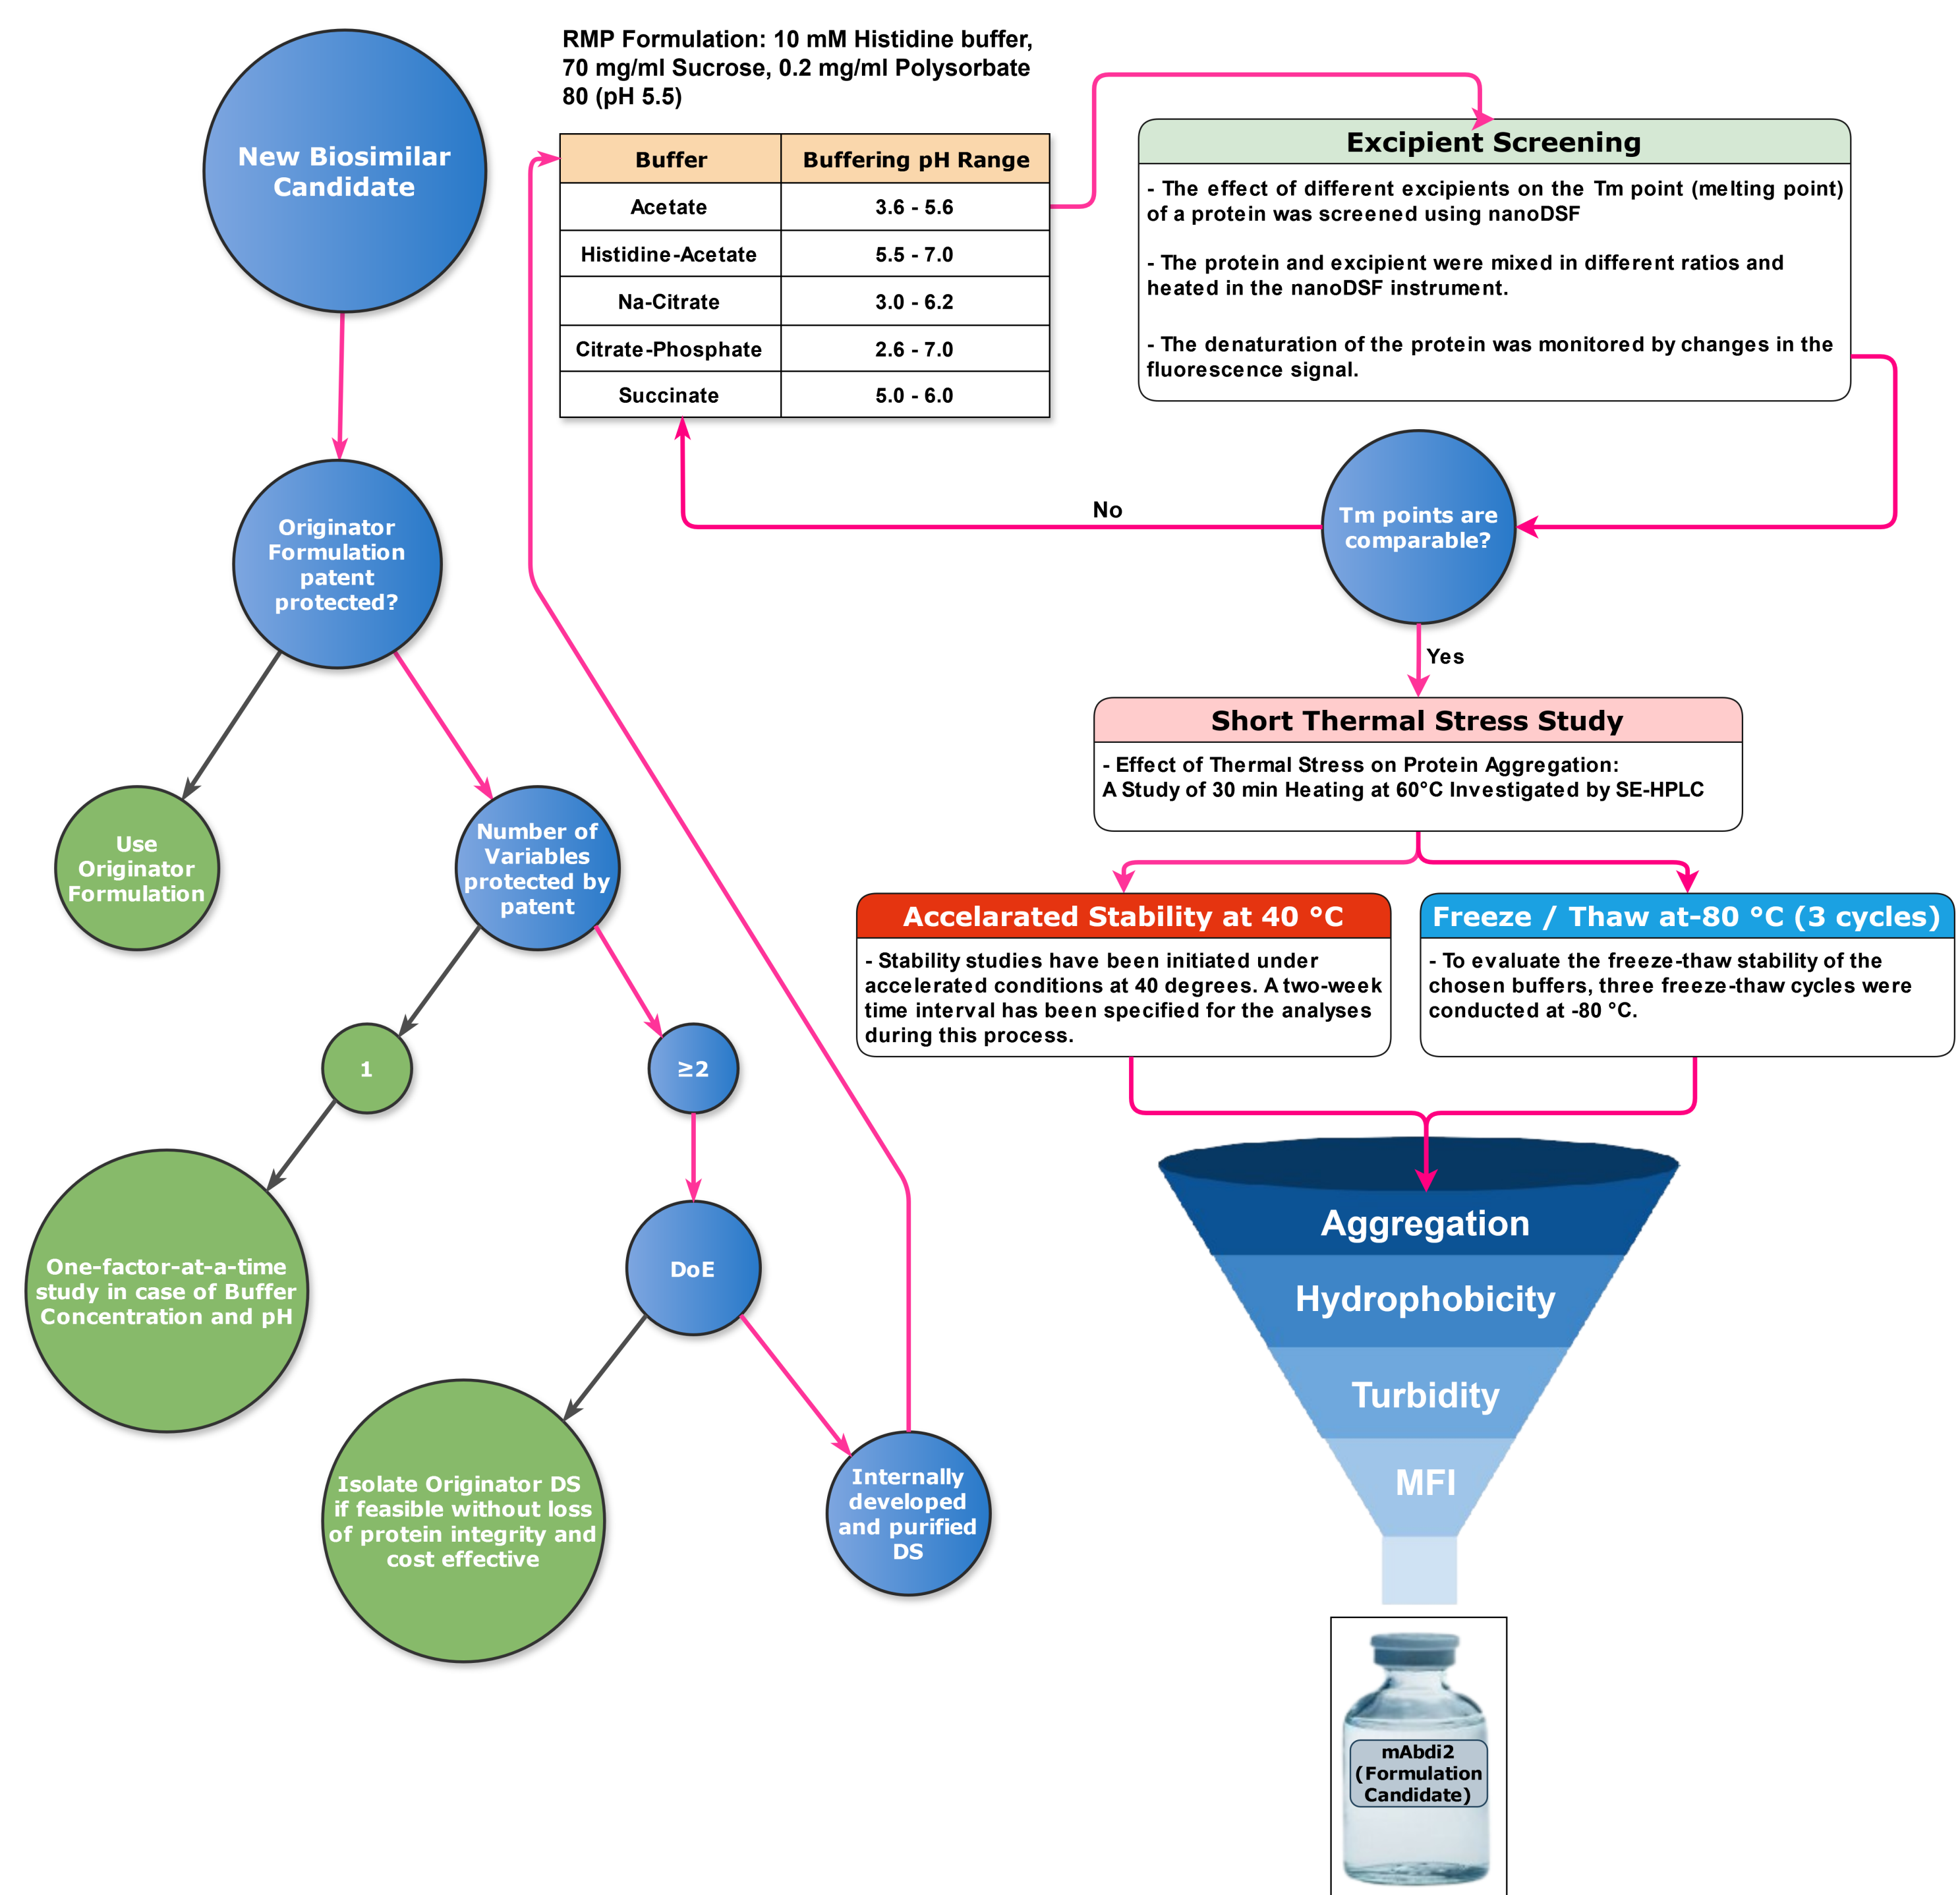 New Biosimilar
Candidate
Originator
Formulation
patent
protected?
Use
Originator
Formulation
Number of
Variables
protected by
patent
1
≥2
One-factor-at-a-time
study in case of Buffer
Concentration and pH
DoE
Isolate Originator DS
if feasible without loss
of protein integrity and
cost effective
Internally
developed
and purified
DS
RMP Formulation: 10 mM Histidine buffer,
70 mg/ml Sucrose, 0.2 mg/ml Polysorbate
80 (pH 5.5)
Buffer Buffering pH Range
Acetate 3.6 - 5.6
Histidine-Acetate 5.5 - 7.0
Na-Citrate 3.0 - 6.2
Citrate-Phosphate 2.6 - 7.0
Succinate 5.0 - 6.0
Excipient Screening
- The effect of different excipients on the Tm point (melting point)
of a protein was screened using nanoDSF
- The protein and excipient were mixed in different ratios and
heated in the nanoDSF instrument.
- The denaturation of the protein was monitored by changes in the
fluorescence signal.
Tm points are
comparable?
No
Yes
Short Thermal Stress Study
- Effect of Thermal Stress on Protein Aggregation:
A Study of 30 min Heating at 60°C Investigated by SE-HPLC
Accelarated Stability at 40 °C
- Stability studies have been initiated under
accelerated conditions at 40 degrees. A two-week
time interval has been specified for the analyses
during this process.
Freeze / Thaw at-80 °C (3 cycles)
- To evaluate the freeze-thaw stability of the
chosen buffers, three freeze-thaw cycles were
conducted at -80 °C.
Aggregation
Hydrophobicity
Turbidity
MFI
mAbdi2
(Formulation
Candidate)